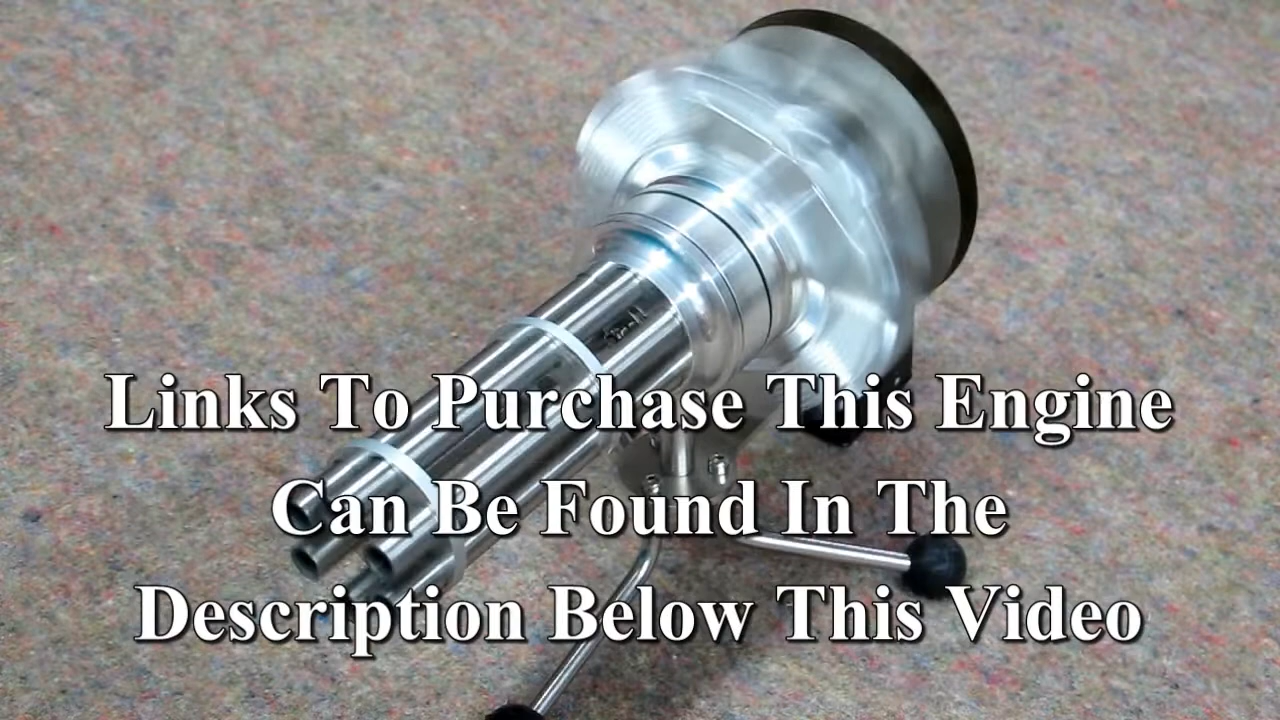 Links To Purchase This Engine
Can Be Found In The
Description Below This Video